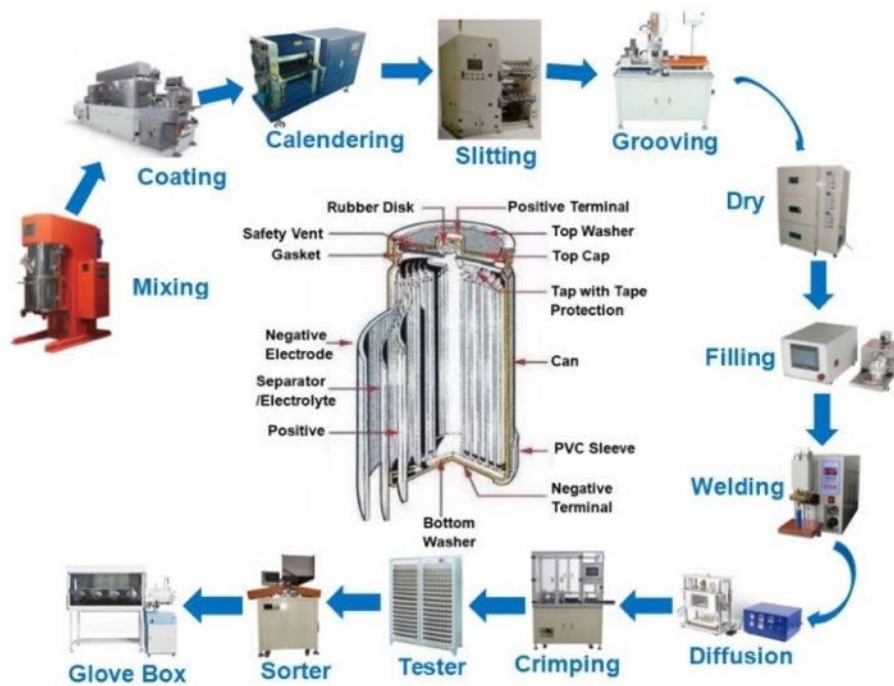 Coating
Calendering
Slitting
Grooving
Mixing
Dry
Filling
Welding
Diffusion
Crimping
Tester
Sorter
Glove Box
Rubber Disk
Positive Terminal
Safety Vent
Top Washer
Gasket
Top Cap
Tap with Tape
Protection
Negative
Electrode
Can
Separator
/Electrolyte
Positive
PVC Sleeve
Negative
Terminal
Bottom
Washer